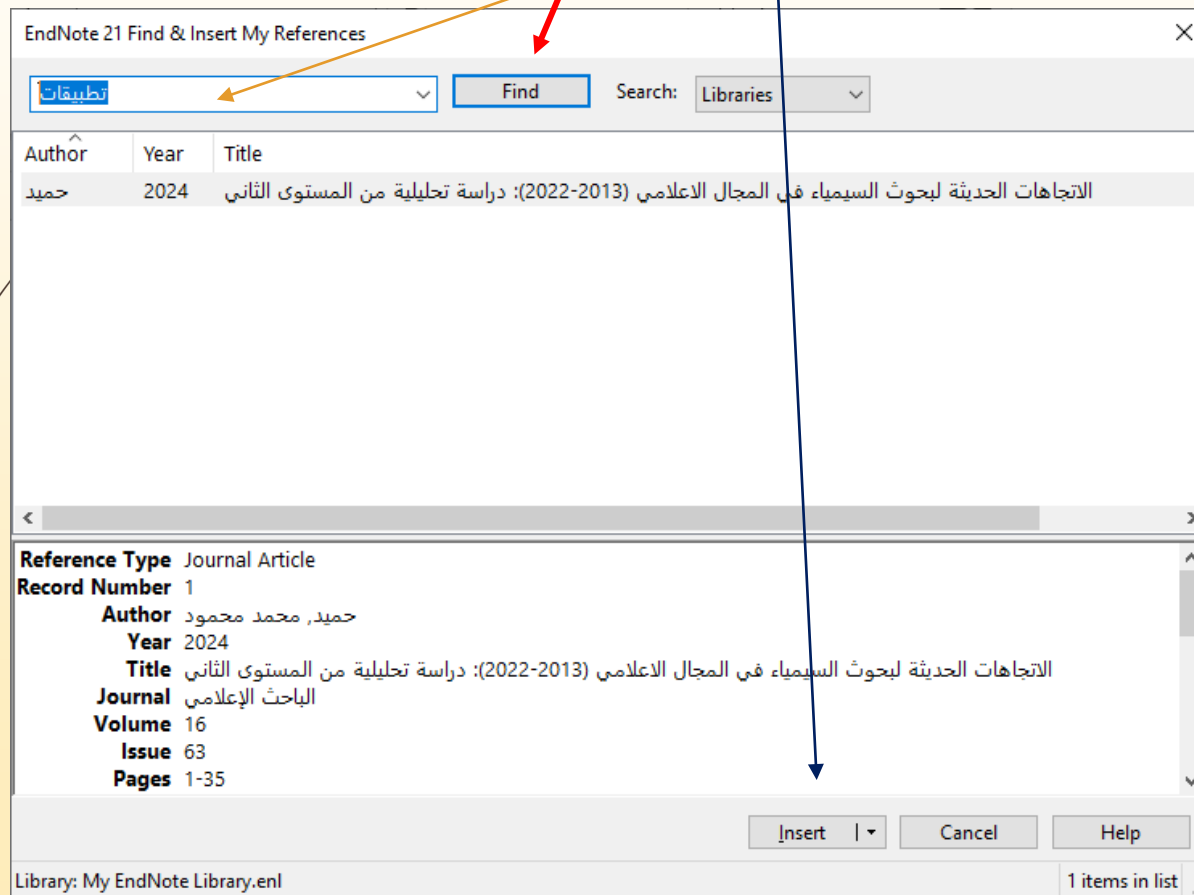 EndNote 21 Find & Insert My References
تطبيقات Find Search: Libraries
Author Year Title
حميد 2024 الاتجاهات الحديثة لبحوث السيمياء في المجال الاعلامي (2013-2022): دراسة تحليلية من المستوى الثاني
Reference Type Journal Article
Record Number 1
Author حميد, محمد محمود
Year 2024
Title الاتجاهات الحديثة لبحوث السيمياء في المجال الاعلامي (2013-2022): دراسة تحليلية من المستوى الثاني
Journal الباحث الإعلامي
Volume 16
Issue 63
Pages 1-35
Insert Cancel Help
Library: My EndNote Library.enl 1 items in list